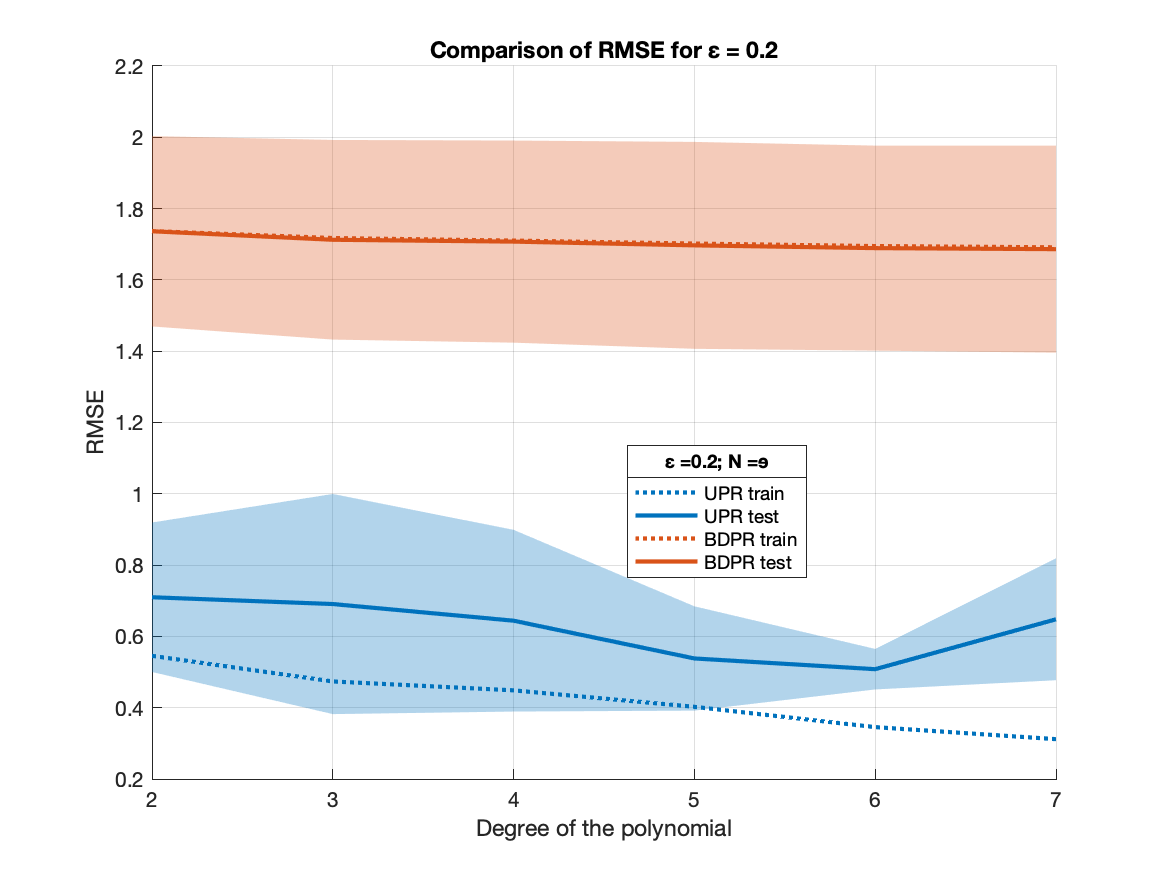 Comparison of RMSE for ε = 0.2
2.2
2
1.8
1.6
1.4
1.2
1
0.8
0.6
0.4
0.2
RMSE
ε =0.2; N =ɘ
UPR train
UPR test
BDPR train
BDPR test
2 3 4 5 6 7
Degree of the polynomial